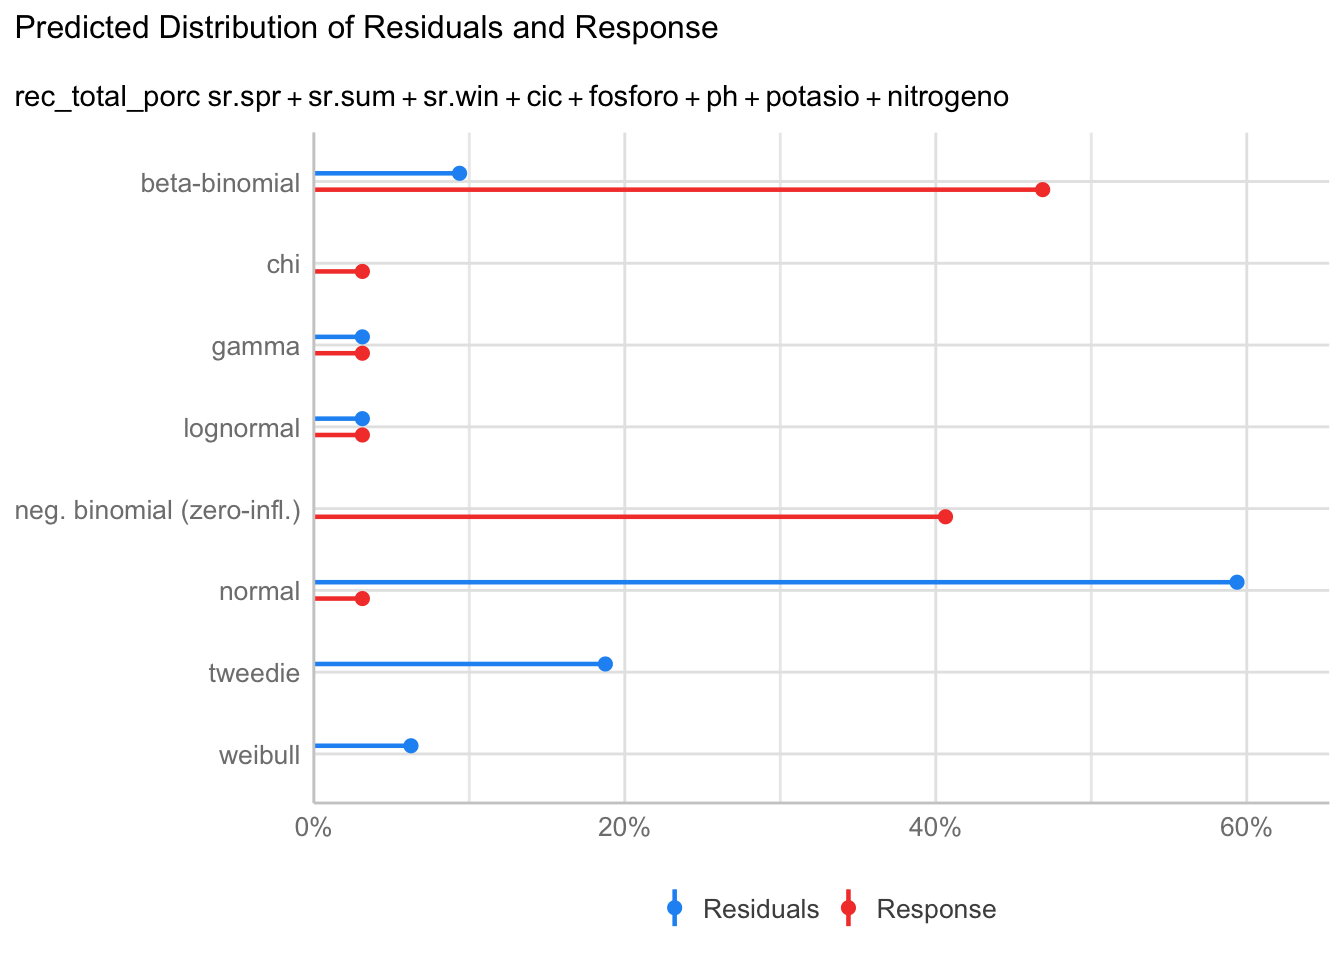 Predicted Distribution of Residuals and Response
rec_total_porc sr.spr + sr.sum + sr.win + cic + fosforo + ph + potasio + nitrogeno
beta-binomial
chi
gamma
lognormal
neg. binomial (zero-infl.)
normal
tweedie
weibull
0% 20% 40% 60%
Residuals Response